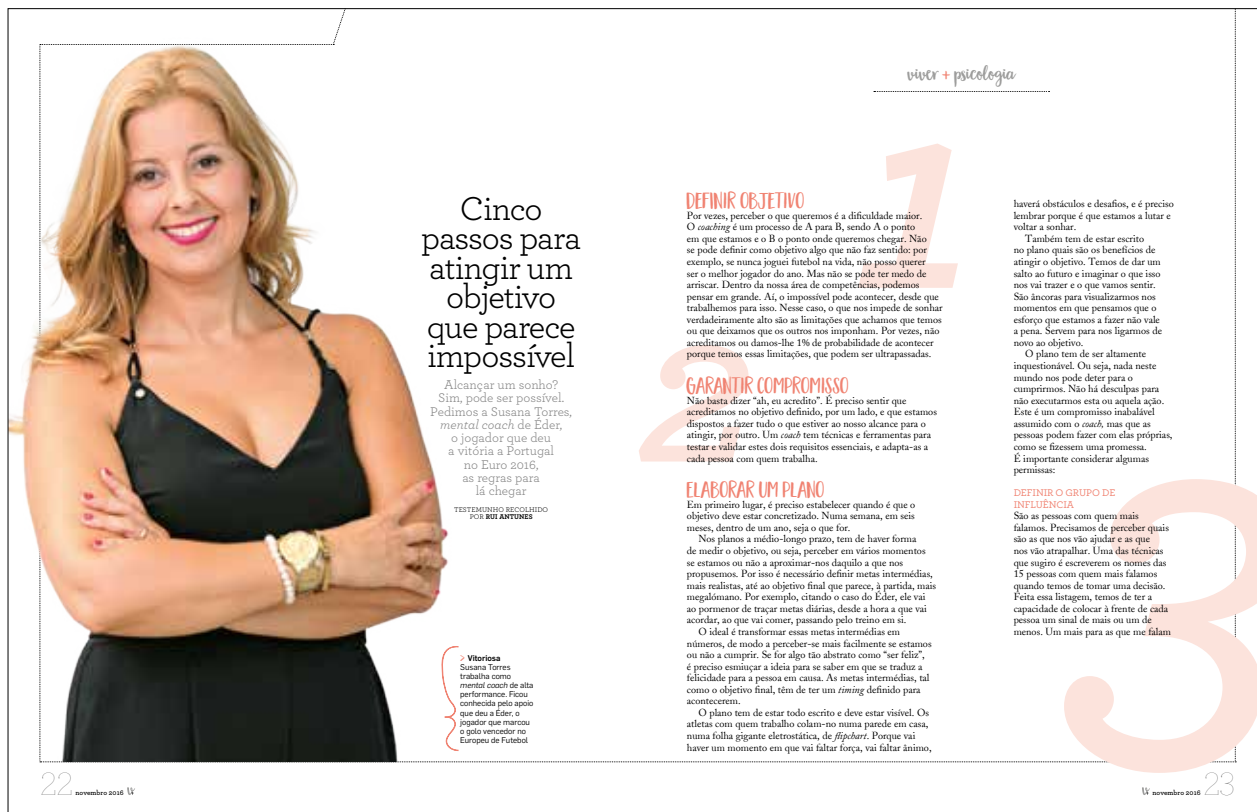 viver + psicologia
Cinco
passos para
atingir um
objetivo
que parece
impossível
Alcançar um sonho?
Sim, pode ser possível.
Pedimos a Susana Torres,
mental coach de Éder,
o jogador que deu
a vitória a Portugal
no Euro 2016,
as regras para
lá chegar
TESTEMUNHO RECOLHIDO
POR RUI ANTUNES
> Vitoriosa
Susana Torres
trabalha como
mental coach de alta
performance. Ficou
conhecida pelo apoio
que deu a Éder, o
jogador que marcou
o golo vencedor no
Europeu de Futebol
22 novembro 2016
1
DEFINIR OBJETIVO
Por vezes, perceber o que queremos é a dificuldade maior.
O coaching é um processo de A para B, sendo A o ponto
em que estamos e o B o ponto onde queremos chegar. Não
se pode definir como objetivo algo que não faz sentido: por
exemplo, se nunca joguei futebol na vida, não posso querer
ser o melhor jogador do ano. Mas não se pode ter medo de
arriscar. Dentro da nossa área de competências, podemos
pensar em grande. Aí, o impossível pode acontecer, desde que
trabalhemos para isso. Nesse caso, o que nos impede de sonhar
verdadeiramente alto são as limitações que achamos que temos
ou que deixamos que os outros nos imponham. Por vezes, não
acreditamos ou damos-lhe 1% de probabilidade de acontecer
porque temos essas limitações, que podem ser ultrapassadas.
2
GARANTIR COMPROMISSO
Não basta dizer “ah, eu acredito”. É preciso sentir que
acreditamos no objetivo definido, por um lado, e que estamos
dispostos a fazer tudo o que estiver ao nosso alcance para o
atingir, por outro. Um coach tem técnicas e ferramentas para
testar e validar estes dois requisitos essenciais, e adapta-as a
cada pessoa com quem trabalha.
3
ELABORAR UM PLANO
Em primeiro lugar, é preciso estabelecer quando é que o
objetivo deve estar concretizado. Numa semana, em seis
meses, dentro de um ano, seja o que for.
Nos planos a médio-longo prazo, tem de haver forma
de medir o objetivo, ou seja, perceber em vários momentos
se estamos ou não a aproximar-nos daquilo a que nos
propusemos. Por isso é necessário definir metas intermédias,
mais realistas, até ao objetivo final que parece, à partida, mais
megalómano. Por exemplo, citando o caso do Éder, ele vai
ao pormenor de traçar metas diárias, desde a hora a que vai
acordar, ao que vai comer, passando pelo treino em si.
O ideal é transformar essas metas intermédias em
números, de modo a perceber-se mais facilmente se estamos
ou não a cumprir. Se for algo tão abstrato como “ser feliz”,
é preciso esmiuçar a ideia para se saber em que se traduz a
felicidade para a pessoa em causa. As metas intermédias, tal
como o objetivo final, têm de ter um timing definido para
acontecerem.
O plano tem de estar todo escrito e deve estar visível. Os
atletas com quem trabalho colam-no numa parede em casa,
numa folha gigante eletrostática, de flipchart. Porque vai
haver um momento em que vai faltar força, vai faltar ânimo,
haverá obstáculos e desafios, e é preciso
lembrar porque é que estamos a lutar e
voltar a sonhar.
Também tem de estar escrito
no plano quais são os benefícios de
atingir o objetivo. Temos de dar um
salto ao futuro e imaginar o que isso
nos vai trazer e o que vamos sentir.
São âncoras para visualizarmos nos
momentos em que pensamos que o
esforço que estamos a fazer não vale
a pena. Servem para nos ligarmos de
novo ao objetivo.
O plano tem de ser altamente
inquestionável. Ou seja, nada neste
mundo nos pode deter para o
cumprirmos. Não há desculpas para
não executarmos esta ou aquela ação.
Este é um compromisso inabalável
assumido com o coach, mas que as
pessoas podem fazer com elas próprias,
como se fizessem uma promessa.
É importante considerar algumas
permissas:
DEFINIR O GRUPO DE
INFLUÊNCIA
São as pessoas com quem mais
falamos. Precisamos de perceber quais
são as que nos vão ajudar e as que
nos vão atrapalhar. Uma das técnicas
que sugiro é escreverem os nomes das
15 pessoas com quem mais falamos
quando temos de tomar uma decisão.
Feita essa listagem, temos de ter a
capacidade de colocar à frente de cada
pessoa um sinal de mais ou um de
menos. Um mais para as que me falam
novembro 2016 23